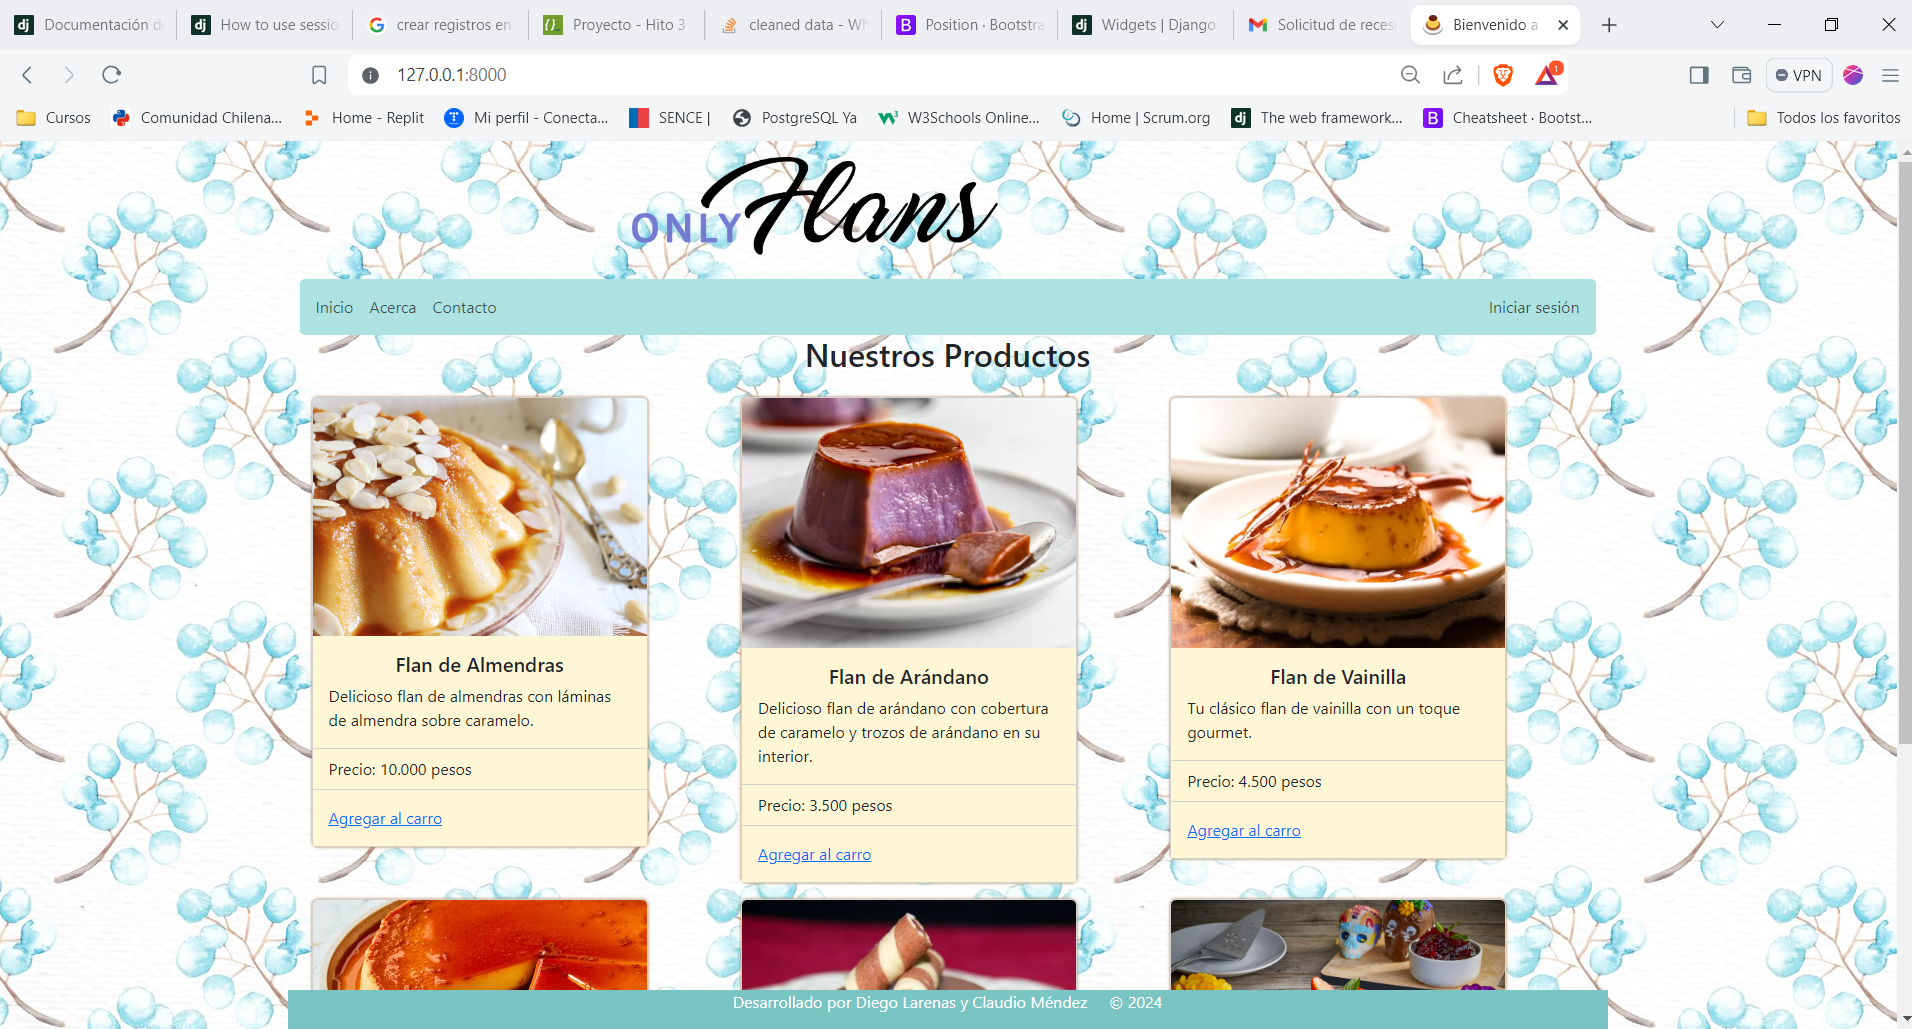 Documentación de
How to use sessio
crear registros en
Proyecto - Hito 3
cleaned data - Wh
Position · Bootstra
Widgets | Django
Solicitud de reces
Bienvenido a
127.0.0.1:8000
1
VPN
Cursos
Comunidad Chilena...
Home - Replit
Mi perfil - Conecta...
SENCE |
PostgreSQL Ya
W3Schools Online...
Home | Scrum.org
The web framework...
Cheatsheet · Bootst...
Todos los favoritos
ONLY Flans
Inicio Acerca Contacto
Iniciar sesión
Nuestros Productos
Flan de Almendras
Delicioso flan de almendras con láminas
de almendra sobre caramelo.
Precio: 10.000 pesos
Agregar al carro
Flan de Arándano
Delicioso flan de arándano con cobertura
de caramelo y trozos de arándano en su
interior.
Precio: 3.500 pesos
Agregar al carro
Flan de Vainilla
Tu clásico flan de vainilla con un toque
gourmet.
Precio: 4.500 pesos
Agregar al carro
Desarrollado por Diego Larenas y Claudio Méndez © 2024